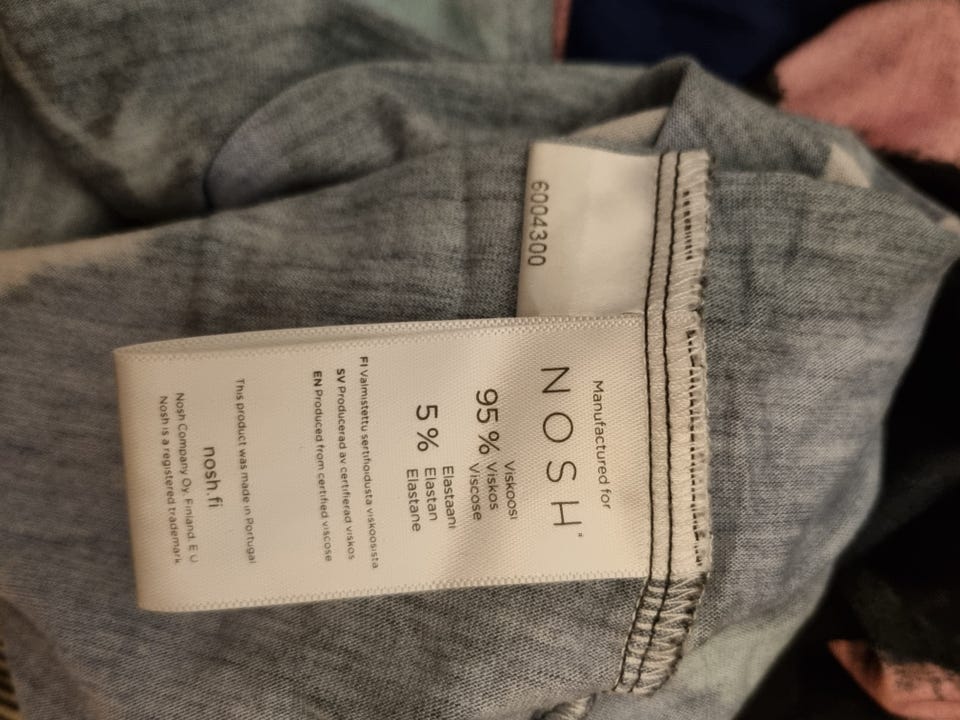 6004300
Manufactured for
NOSH®
95 % Viskoosi
Viskos
Viscose
5 % Elastaani
Elastan
Elastane
FI Valmistettu sertifioidusta viskoosista
SV Producerad av certifierad viskos
EN Produced from certified viscose
This product was made in Portugal
nosh.fi
Nosh Company Oy, Finland, E U
Nosh is a registered trademark